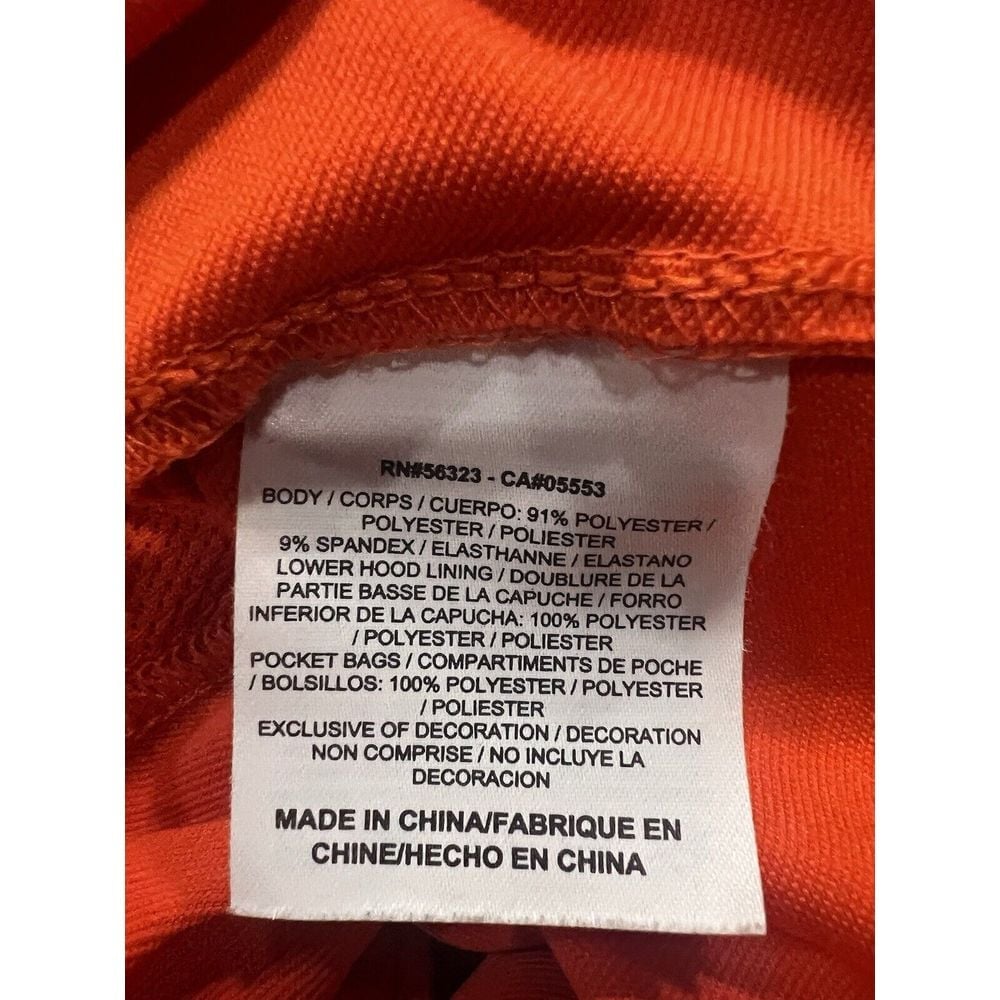 RN#56323 - CA#05553
BODY / CORPS / CUERPO: 91% POLYESTER /
POLYESTER / POLIESTER
9% SPANDEX / ELASTHANNE / ELASTANO
LOWER HOOD LINING / DOUBLURE DE LA
PARTIE BASSE DE LA CAPUCHE / FORRO
INFERIOR DE LA CAPUCHA: 100% POLYESTER
/ POLYESTER / POLIESTER
POCKET BAGS / COMPARTIMENTS DE POCHE
/ BOLSILLOS: 100% POLYESTER / POLYESTER
/ POLIESTER
EXCLUSIVE OF DECORATION / DECORATION
NON COMPRISE / NO INCLUYE LA
DECORACION
MADE IN CHINA/FABRIQUE EN
CHINE/HECHO EN CHINA